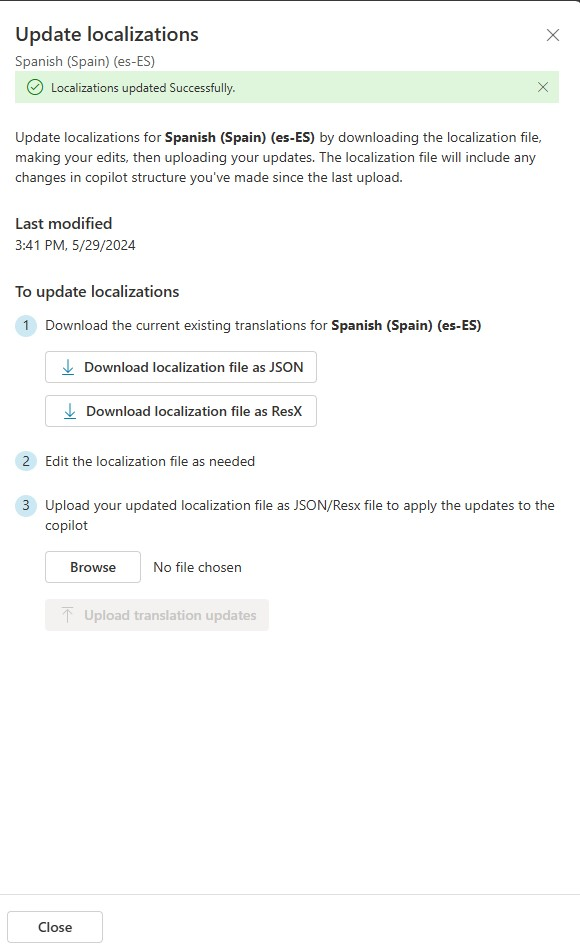 Update localizations
Spanish (Spain) (es-ES)
Localizations updated Successfully.
Update localizations for Spanish (Spain) (es-ES) by downloading the localization file,
making your edits, then uploading your updates. The localization file will include any
changes in copilot structure you've made since the last upload.
Last modified
3:41 PM, 5/29/2024
To update localizations
1 Download the current existing translations for Spanish (Spain) (es-ES)
Download localization file as JSON
Download localization file as ResX
2 Edit the localization file as needed
3 Upload your updated localization file as JSON/Resx file to apply the updates to the
copilot
Browse No file chosen
Upload translation updates
Close